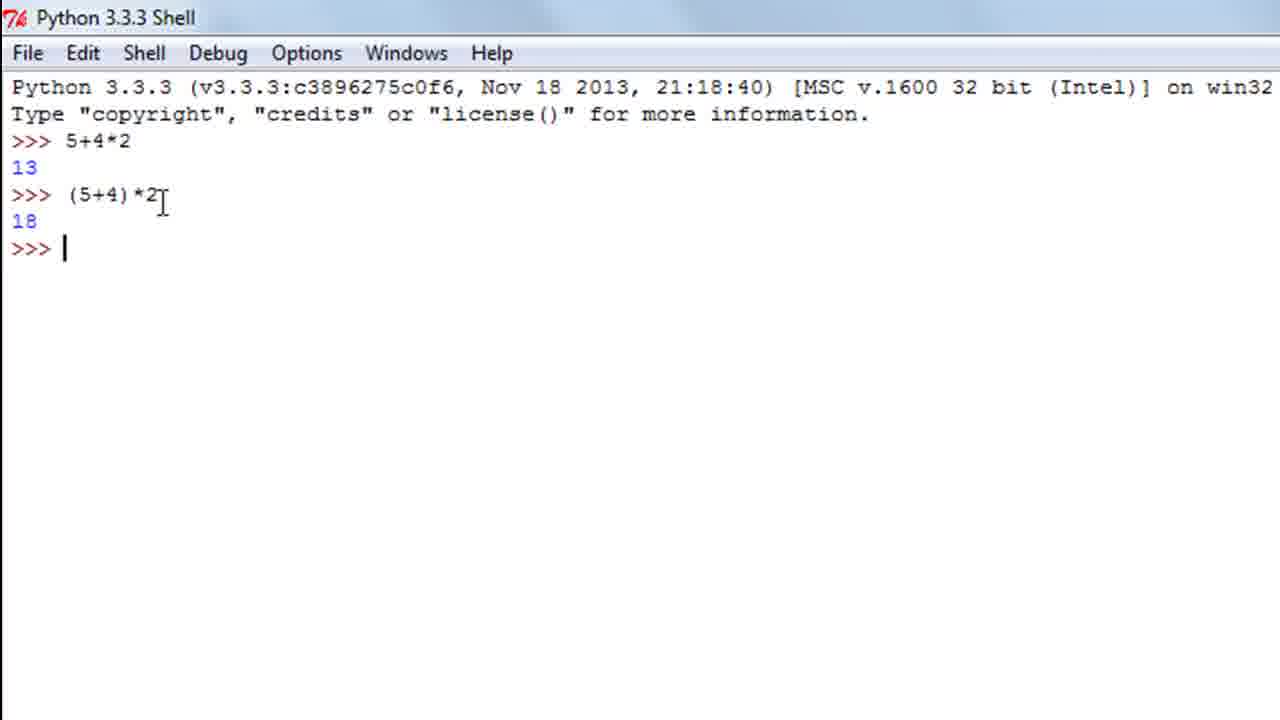 Python 3.3.3 Shell
File Edit Shell Debug Options Windows Help
Python 3.3.3 (v3.3.3:c3896275c0f6, Nov 18 2013, 21:18:40) [MSC v.1600 32 bit (Intel)] on win32
Type "copyright", "credits" or "license()" for more information.
>>> 5+4*2
13
>>> (5+4)*2
18
>>>